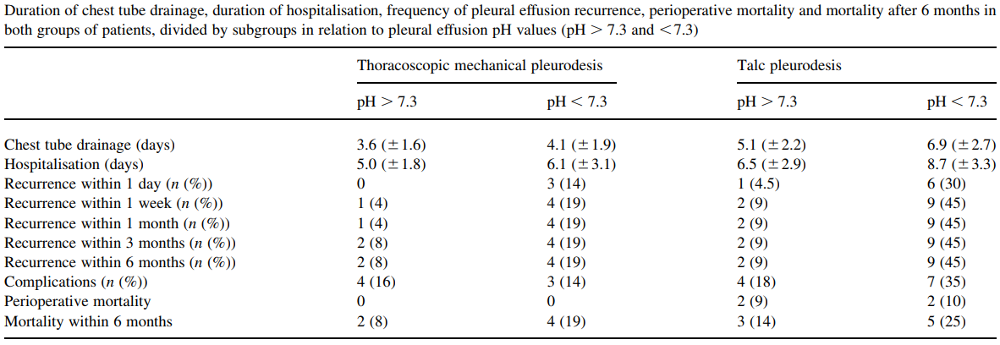 Duration of chest tube drainage, duration of hospitalisation, frequency of pleural effusion recurrence, perioperative mortality and mortality after 6 months in
both groups of patients, divided by subgroups in relation to pleural effusion pH values (pH > 7.3 and <7.3)
Thoracoscopic mechanical pleurodesis Talc pleurodesis
pH > 7.3 pH < 7.3 pH > 7.3 pH < 7.3
Chest tube drainage (days) 3.6 (±1.6) 4.1 (±1.9) 5.1 (±2.2) 6.9 (±2.7)
Hospitalisation (days) 5.0 (±1.8) 6.1 (±3.1) 6.5 (±2.9) 8.7 (±3.3)
Recurrence within 1 day (n (%)) 0 3 (14) 1 (4.5) 6 (30)
Recurrence within 1 week (n (%)) 1 (4) 4 (19) 2 (9) 9 (45)
Recurrence within 1 month (n (%)) 1 (4) 4 (19) 2 (9) 9 (45)
Recurrence within 3 months (n (%)) 2 (8) 4 (19) 2 (9) 9 (45)
Recurrence within 6 months (n (%)) 2 (8) 4 (19) 2 (9) 9 (45)
Complications (n (%)) 4 (16) 3 (14) 4 (18) 7 (35)
Perioperative mortality 0 0 2 (9) 2 (10)
Mortality within 6 months 2 (8) 4 (19) 3 (14) 5 (25)